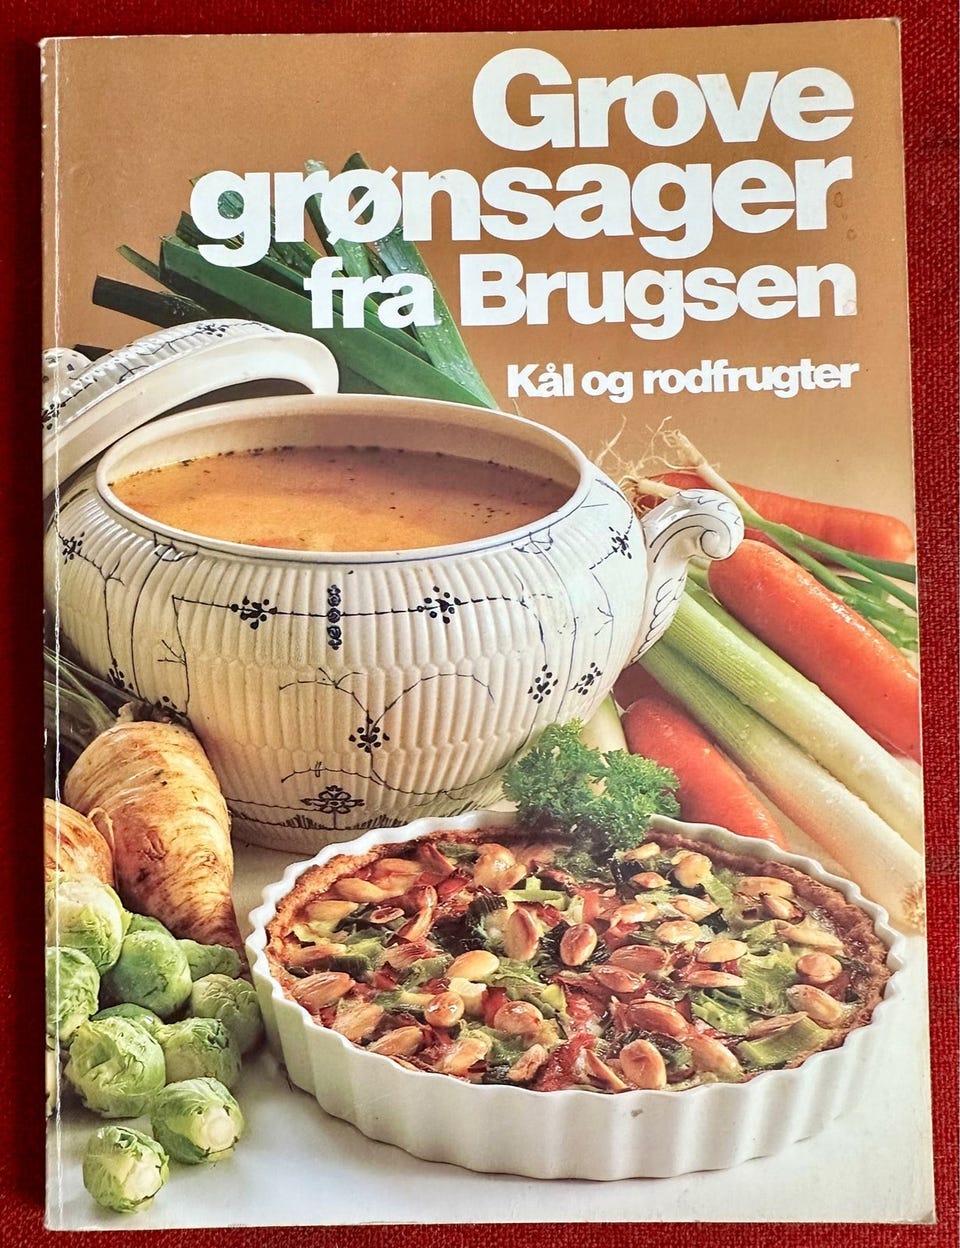 Grove
grønsager
fra Brugsen
Kål og rodfrugter